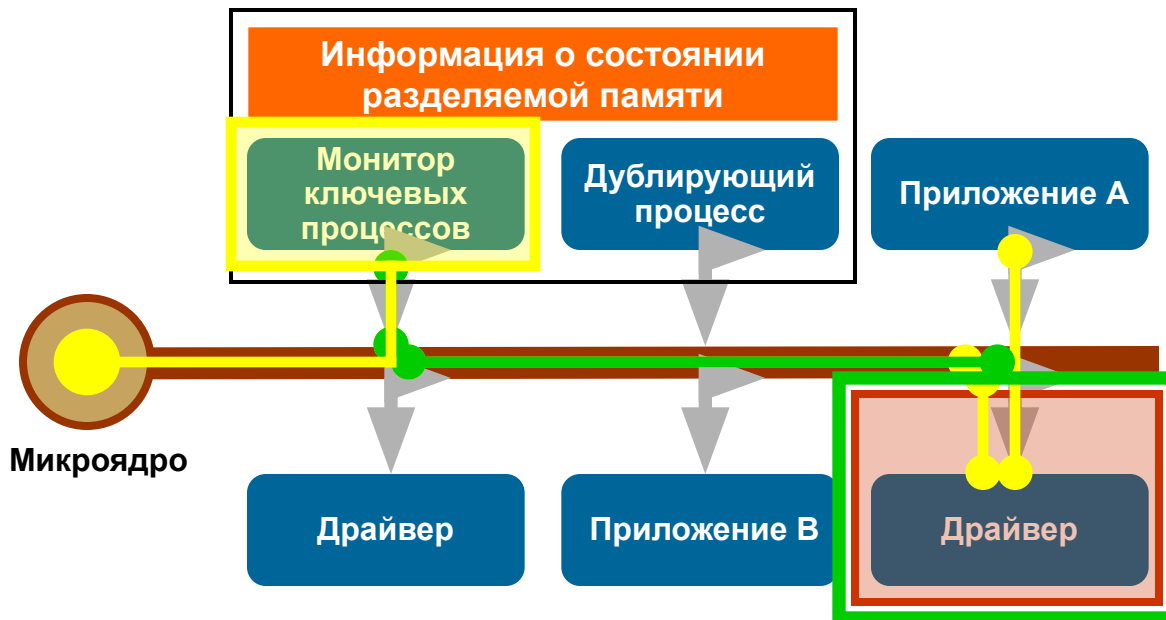 Информация о состоянии
разделяемой памяти
Монитор
ключевых
процессов
Дублирующий
процесс
Приложение А
Микроядро
Драйвер
Приложение В
Драйвер